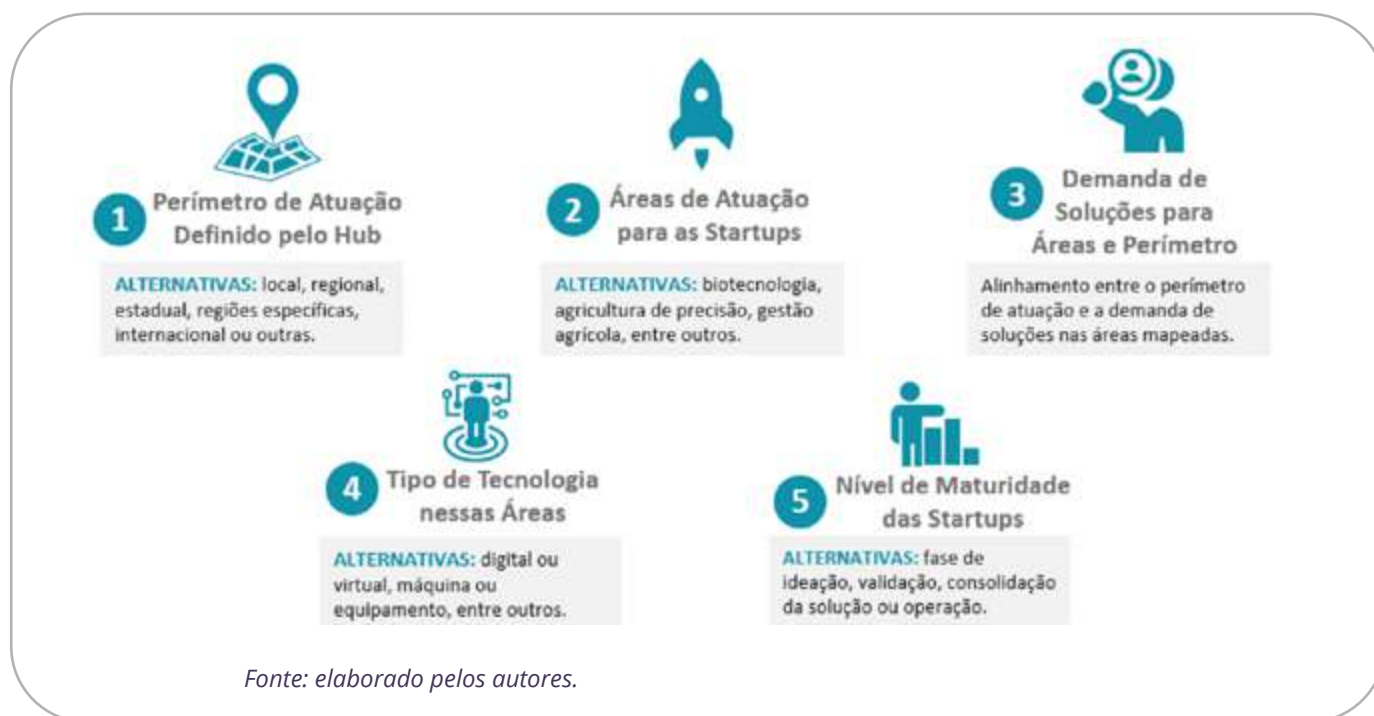 1
Perímetro de Atuação
Definido pelo Hub
ALTERNATIVAS: local, regional,
estadual, regiões específicas,
internacional ou outras.
2
Áreas de Atuação
para as Startups
ALTERNATIVAS: biotecnologia,
agricultura de precisão, gestão
agrícola, entre outros.
3
Demanda de
Soluções para
Áreas e Perímetro
Alinhamento entre o perímetro
de atuação e a demanda de
soluções nas áreas mapeadas.
4
Tipo de Tecnologia
nessas Áreas
ALTERNATIVAS: digital ou
virtual, máquina ou
equipamento, entre outros.
5
Nível de Maturidade
das Startups
ALTERNATIVAS: fase de
ideação, validação, consolidação
da solução ou operação.
Fonte: elaborado pelos autores.